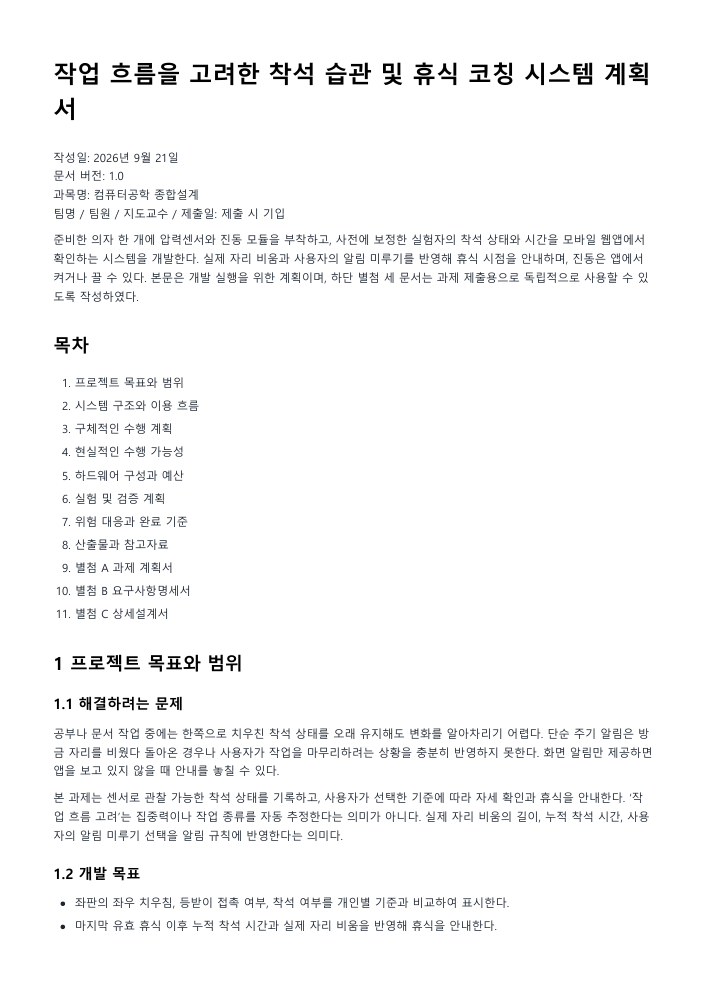 작업 흐름을 고려한 착석 습관 및 휴식 코칭 시스템 계획
서
작성일: 2026년 9월 21일
문서 버전: 1.0
과목명: 컴퓨터공학 종합설계
팀명 / 팀원 / 지도교수 / 제출일: 제출 시 기입
준비한 의자 한 개에 압력센서와 진동 모듈을 부착하고, 사전에 보정한 실험자의 착석 상태와 시간을 모바일 웹앱에서
확인하는 시스템을 개발한다. 실제 자리 비움과 사용자의 알림 미루기를 반영해 휴식 시점을 안내하며, 진동은 앱에서
켜거나 끌 수 있다. 본문은 개발 실행을 위한 계획이며, 하단 별첨 세 문서는 과제 제출용으로 독립적으로 사용할 수 있
도록 작성하였다.
목차
1. 프로젝트 목표와 범위
2. 시스템 구조와 이용 흐름
3. 구체적인 수행 계획
4. 현실적인 수행 가능성
5. 하드웨어 구성과 예산
6. 실험 및 검증 계획
7. 위험 대응과 완료 기준
8. 산출물과 참고자료
9. 별첨 A 과제 계획서
10. 별첨 B 요구사항명세서
11. 별첨 C 상세설계서
1 프로젝트 목표와 범위
1.1 해결하려는 문제
공부나 문서 작업 중에는 한쪽으로 치우친 착석 상태를 오래 유지해도 변화를 알아차리기 어렵다. 단순 주기 알림은 방
금 자리를 비웠다 돌아온 경우나 사용자가 작업을 마무리하려는 상황을 충분히 반영하지 못한다. 화면 알림만 제공하면
앱을 보고 있지 않을 때 안내를 놓칠 수 있다.
본 과제는 센서로 관찰 가능한 착석 상태를 기록하고, 사용자가 선택한 기준에 따라 자세 확인과 휴식을 안내한다. '작
업 흐름 고려'는 집중력이나 작업 종류를 자동 추정한다는 의미가 아니다. 실제 자리 비움의 길이, 누적 착석 시간, 사용
자의 알림 미루기 선택을 알림 규칙에 반영한다는 의미다.
1.2 개발 목표
● 좌판의 좌우 치우침, 등받이 접촉 여부, 착석 여부를 개인별 기준과 비교하여 표시한다.
● 마지막 유효 휴식 이후 누적 착석 시간과 실제 자리 비움을 반영해 휴식을 안내한다.